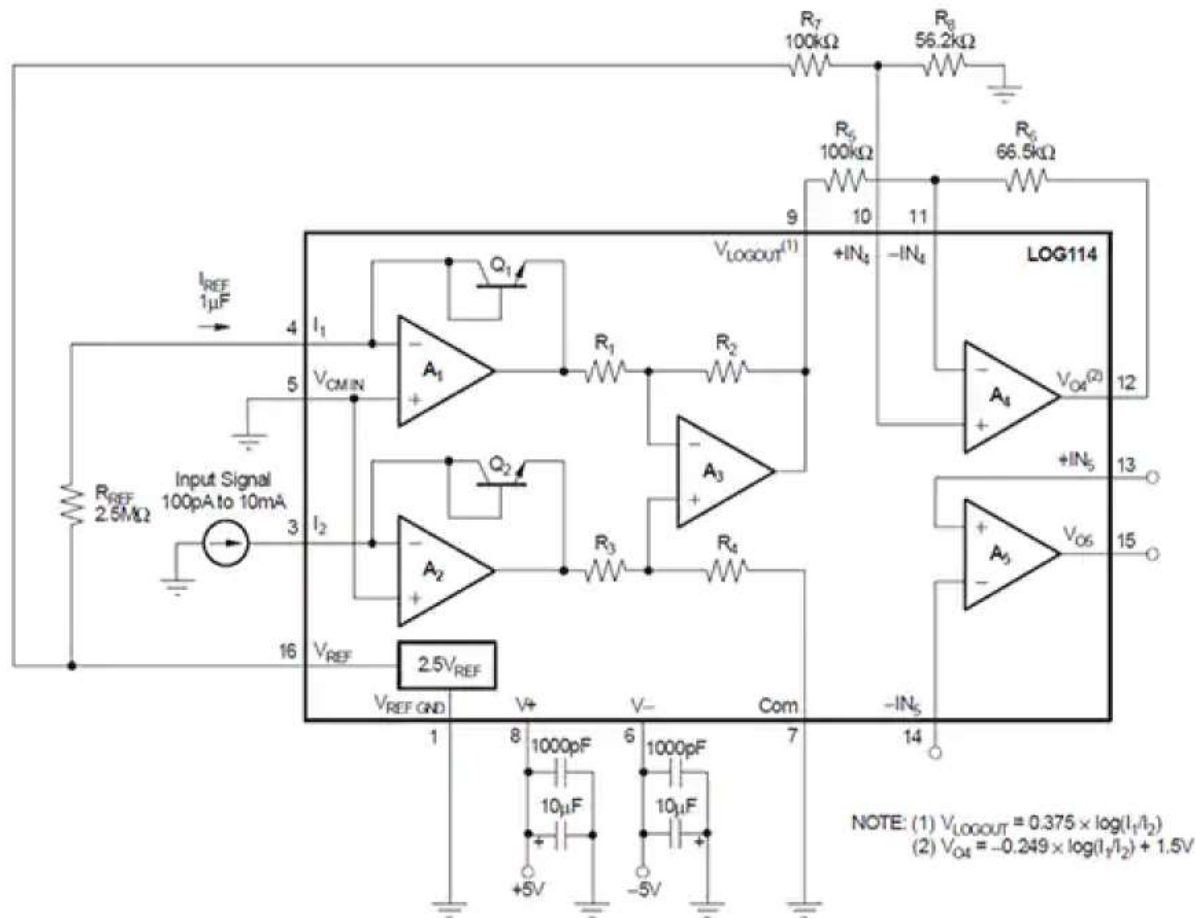 R7
100kΩ
R8
56.2kΩ
R5
100kΩ
R6
66.5kΩ
9
10
11
VLOGOUT(1)
+IN4
–IN4
LOG114
Q1
IREF
1µF
4
I1
R1
R2
A1
5
VCM IN
A4
VO4(2)
12
Q2
A3
+IN5
13
Input Signal
100pA to 10mA
RREF
2.5MΩ
3
I2
R3
R4
A2
A5
VO5
15
16
VREF
2.5VREF
VREF GND
V+
V–
Com
–IN5
1
8
6
7
14
1000pF
1000pF
10µF
10µF
+5V
–5V
NOTE: (1) VLOGOUT = 0.375 × log(I1/I2)
(2) VO4 = –0.249 × log(I1/I2) + 1.5V